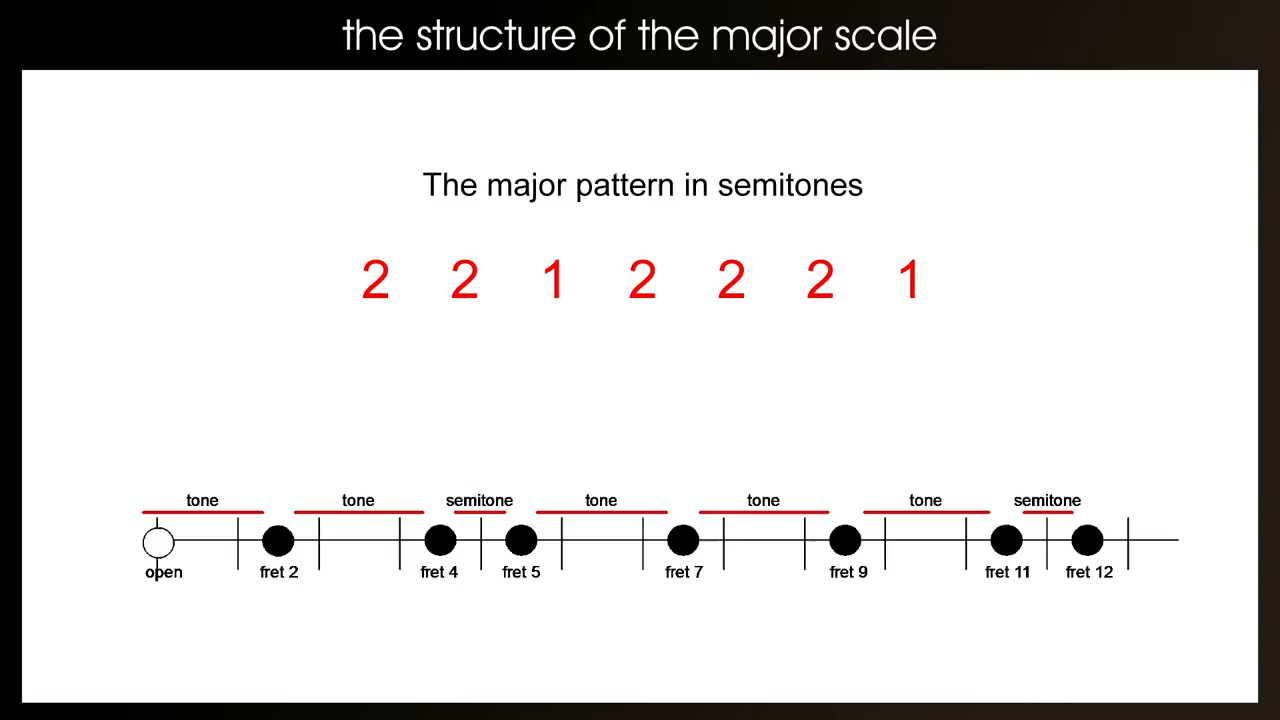 the structure of the major scale
The major pattern in semitones
2 2 1 2 2 2 1
tone tone semitone tone tone tone semitone
open fret 2 fret 4 fret 5 fret 7 fret 9 fret 11 fret 12